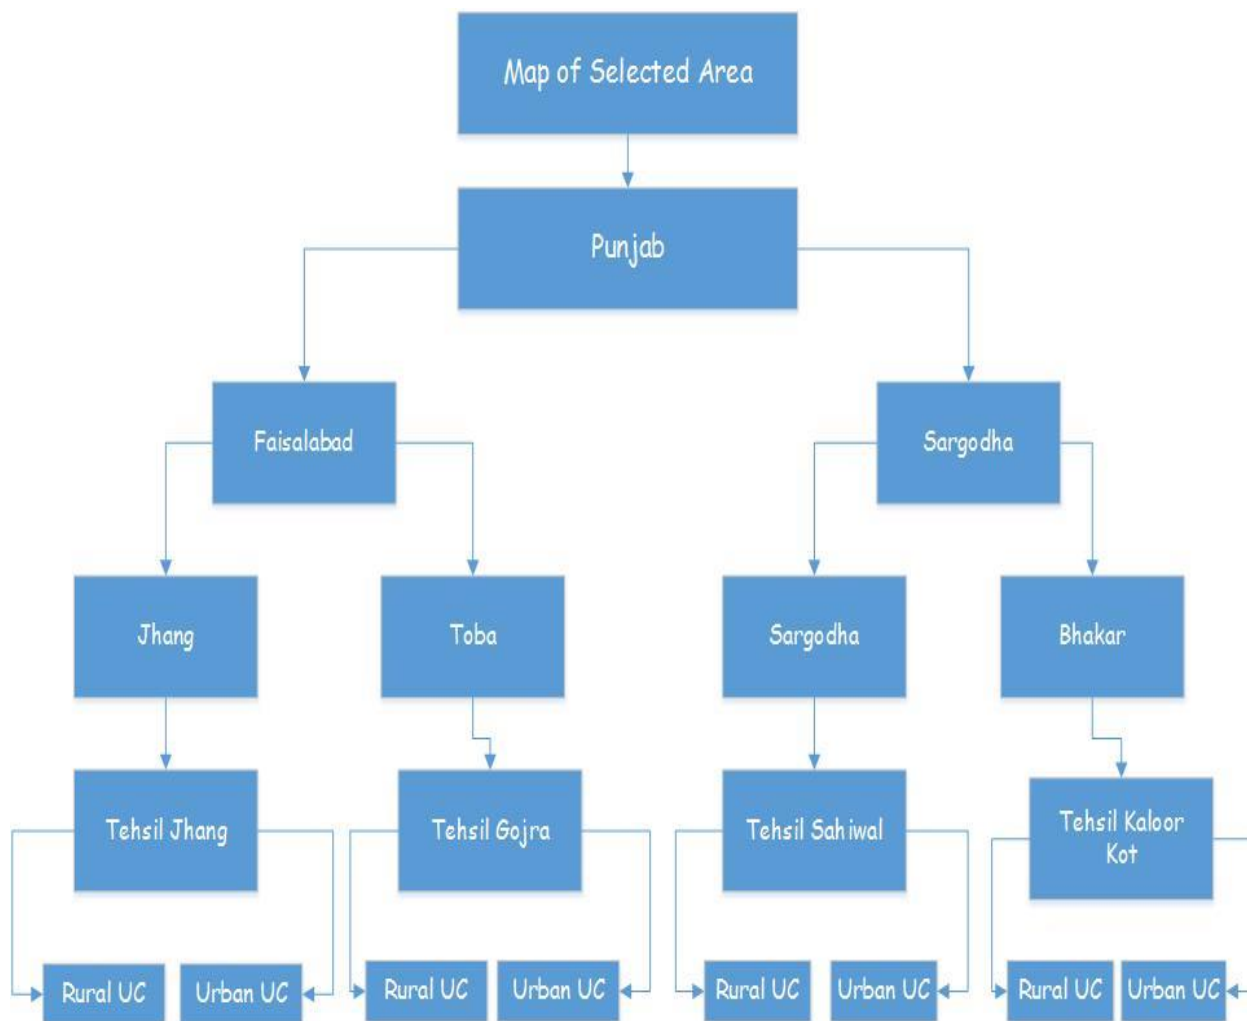 Map of Selected Area
Punjab
Faisalabad
Sargodha
Jhang
Toba
Sargodha
Bhakar
Tehsil Jhang
Tehsil Gojra
Tehsil Sahiwal
Tehsil Kaloor
Kot
Rural UC
Urban UC
Rural UC
Urban UC
Rural UC
Urban UC
Rural UC
Urban UC